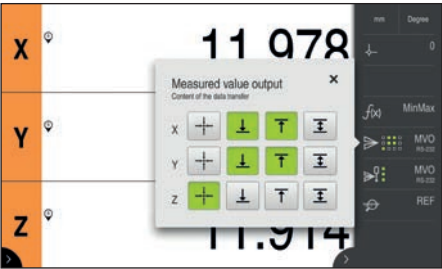 mm Degree
X 11.978
0
Measured value output
Content of the data transfer
f(x) MinMax
X
Y
MVO
RS-232
Y
MVO
RS-232
Z
REF
Z 11.914